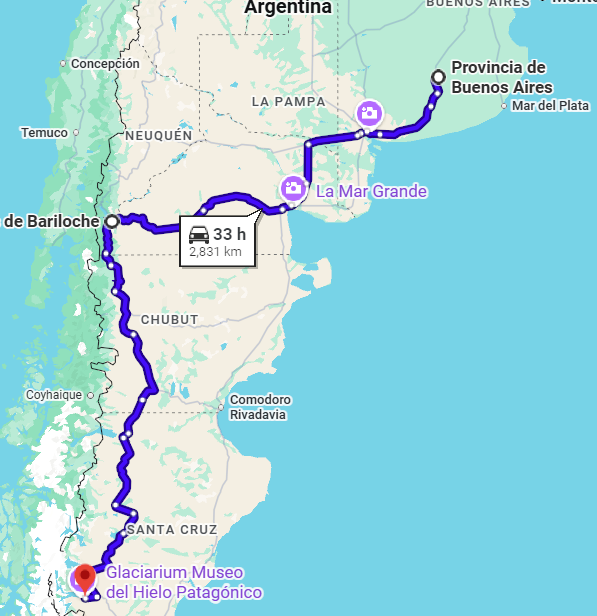 Argentina
BUENOS AIRES
Concepción
Provincia de
Buenos Aires
LA PAMPA
Mar del Plata
Temuco
NEUQUÉN
La Mar Grande
de Bariloche
33 h
2,831 km
CHUBUT
Coyhaique
Comodoro
Rivadavia
SANTA CRUZ
Glaciarium Museo
del Hielo Patagónico